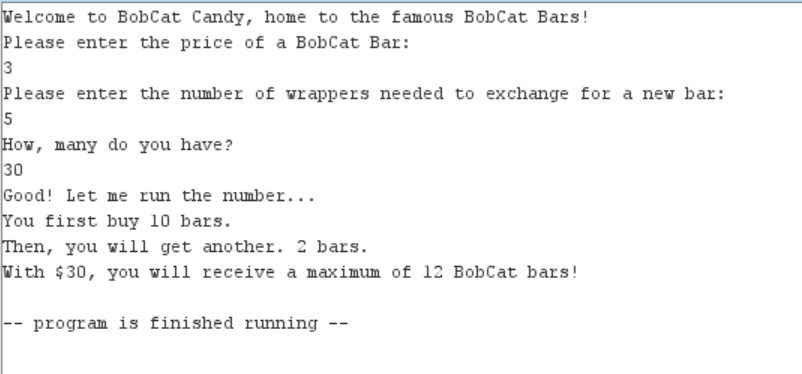 Welcome to BobCat Candy, home to the famous BobCat Bars!
Please enter the price of a BobCat Bar:
3
Please enter the number of wrappers needed to exchange for a new bar:
5
How, many do you have?
30
Good! Let me run the number...
You first buy 10 bars.
Then, you will get another. 2 bars.
With $30, you will receive a maximum of 12 BobCat bars!
-- program is finished running --